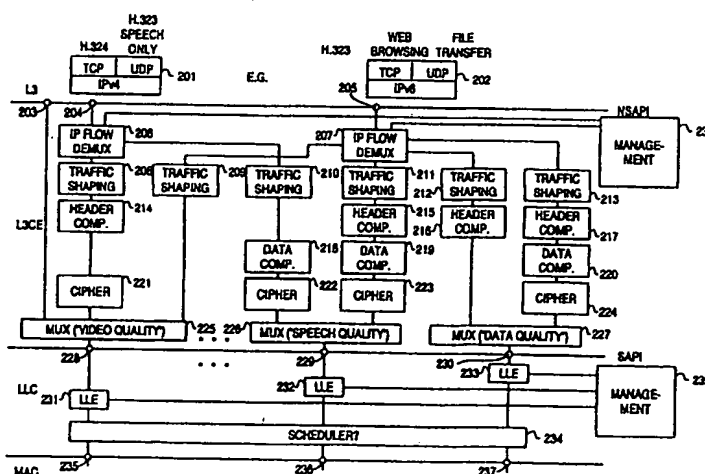 H.324 H.323 SPEECH ONLY
TCP UDP 201
IPv4
E.G.
H.323 WEB BROWSING FILE TRANSFER
TCP UDP 202
IPv6
L3
203 204 205 NSAPI
IP FLOW DEMUX 206
207 IP FLOW DEMUX
MANAGEMENT
TRAFFIC SHAPING 208
TRAFFIC SHAPING 209
TRAFFIC SHAPING 210
TRAFFIC SHAPING 211
212 TRAFFIC SHAPING
TRAFFIC SHAPING 213
HEADER COMP. 214
HEADER COMP. 215
216 HEADER COMP.
HEADER COMP. 217
L3CE
DATA COMP. 218
DATA COMP. 219
DATA COMP. 220
CIPHER 221
CIPHER 222
CIPHER 223
CIPHER 224
MUX ("VIDEO QUALITY") 225
226 MUX ("SPEECH QUALITY")
MUX ("DATA QUALITY") 227
228 229 230 SAPI
LLC
231 LLE
232 LLE
233 LLE
MANAGEMENT
SCHEDULER? 234
MAC
235 236 237